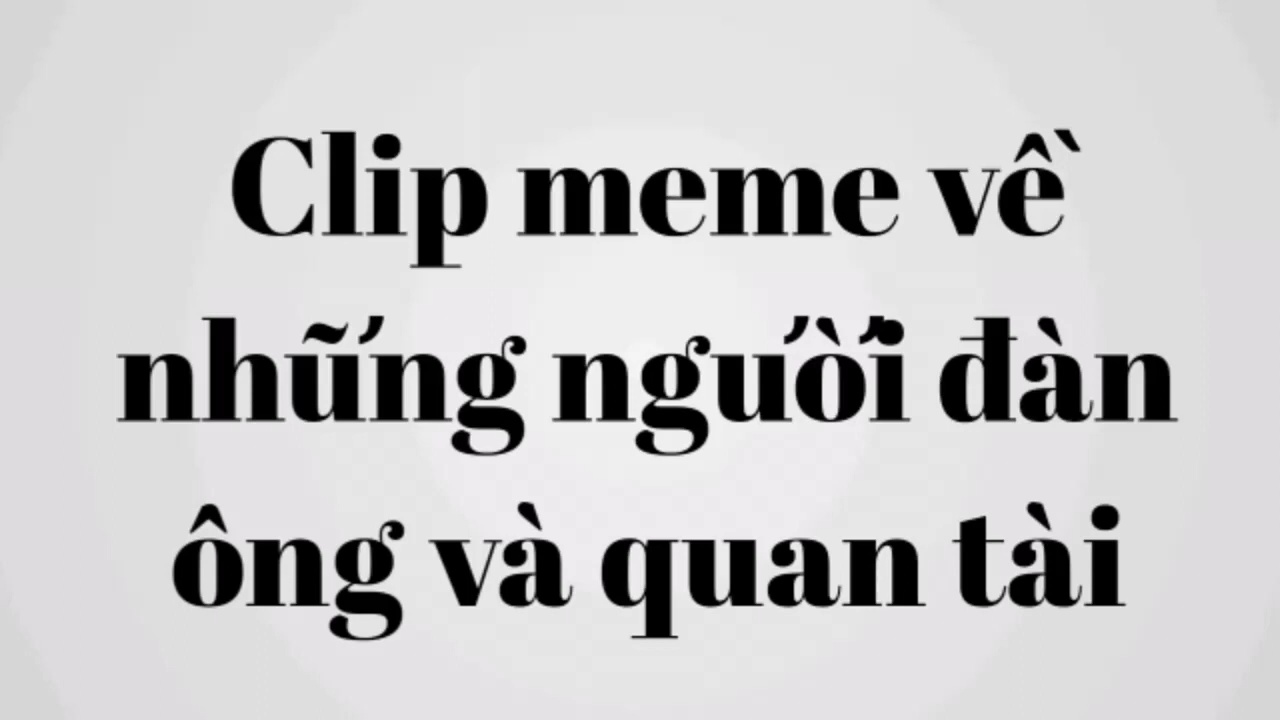 Clip meme về
những người đàn
ông và quan tài